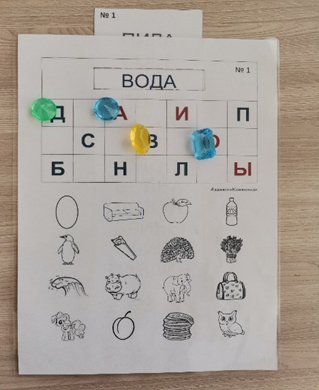 № 1
№ 1
ВОДА
Д А И П
С В О
Б Н Л Ы